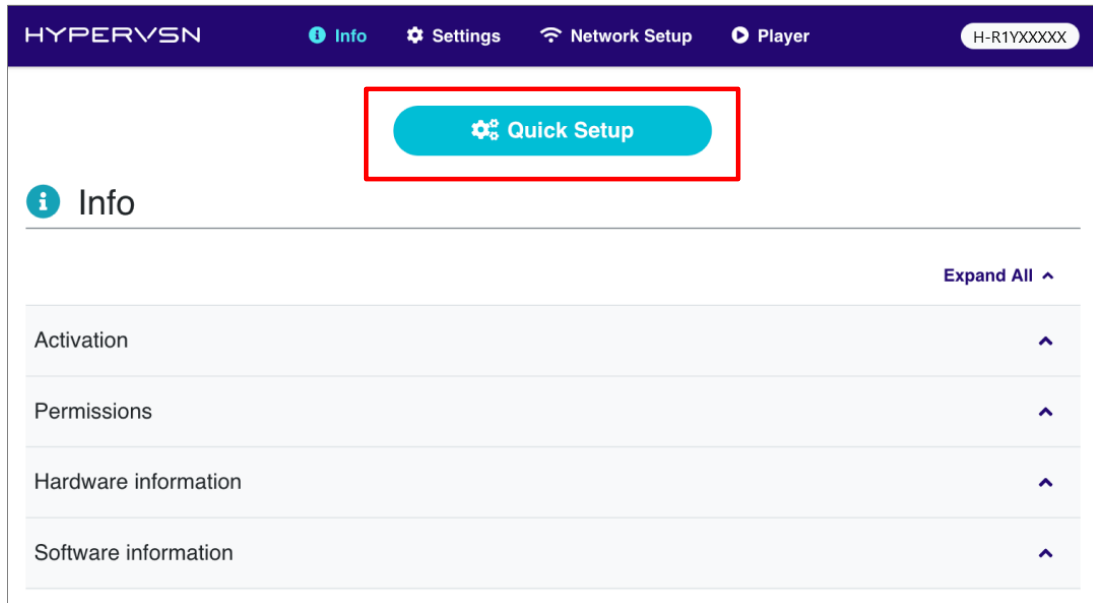 HYPERVSN Info Settings Network Setup Player H-R1YXXXXX
Quick Setup
Info
Expand All
Activation
Permissions
Hardware information
Software information